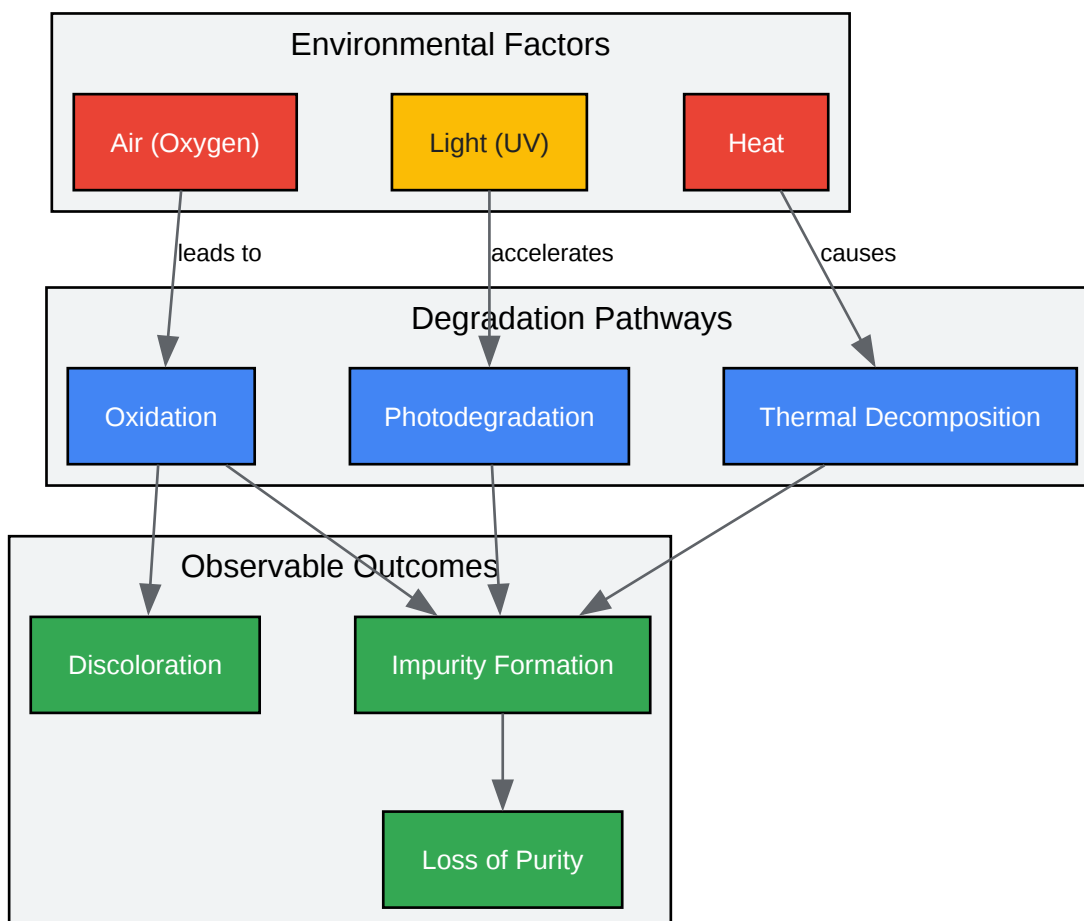 Environmental Factors
Air (Oxygen)
Light (UV)
Heat
leads to
accelerates
causes
Degradation Pathways
Oxidation
Photodegradation
Thermal Decomposition
Observable Outcomes
Discoloration
Impurity Formation
Loss of Purity